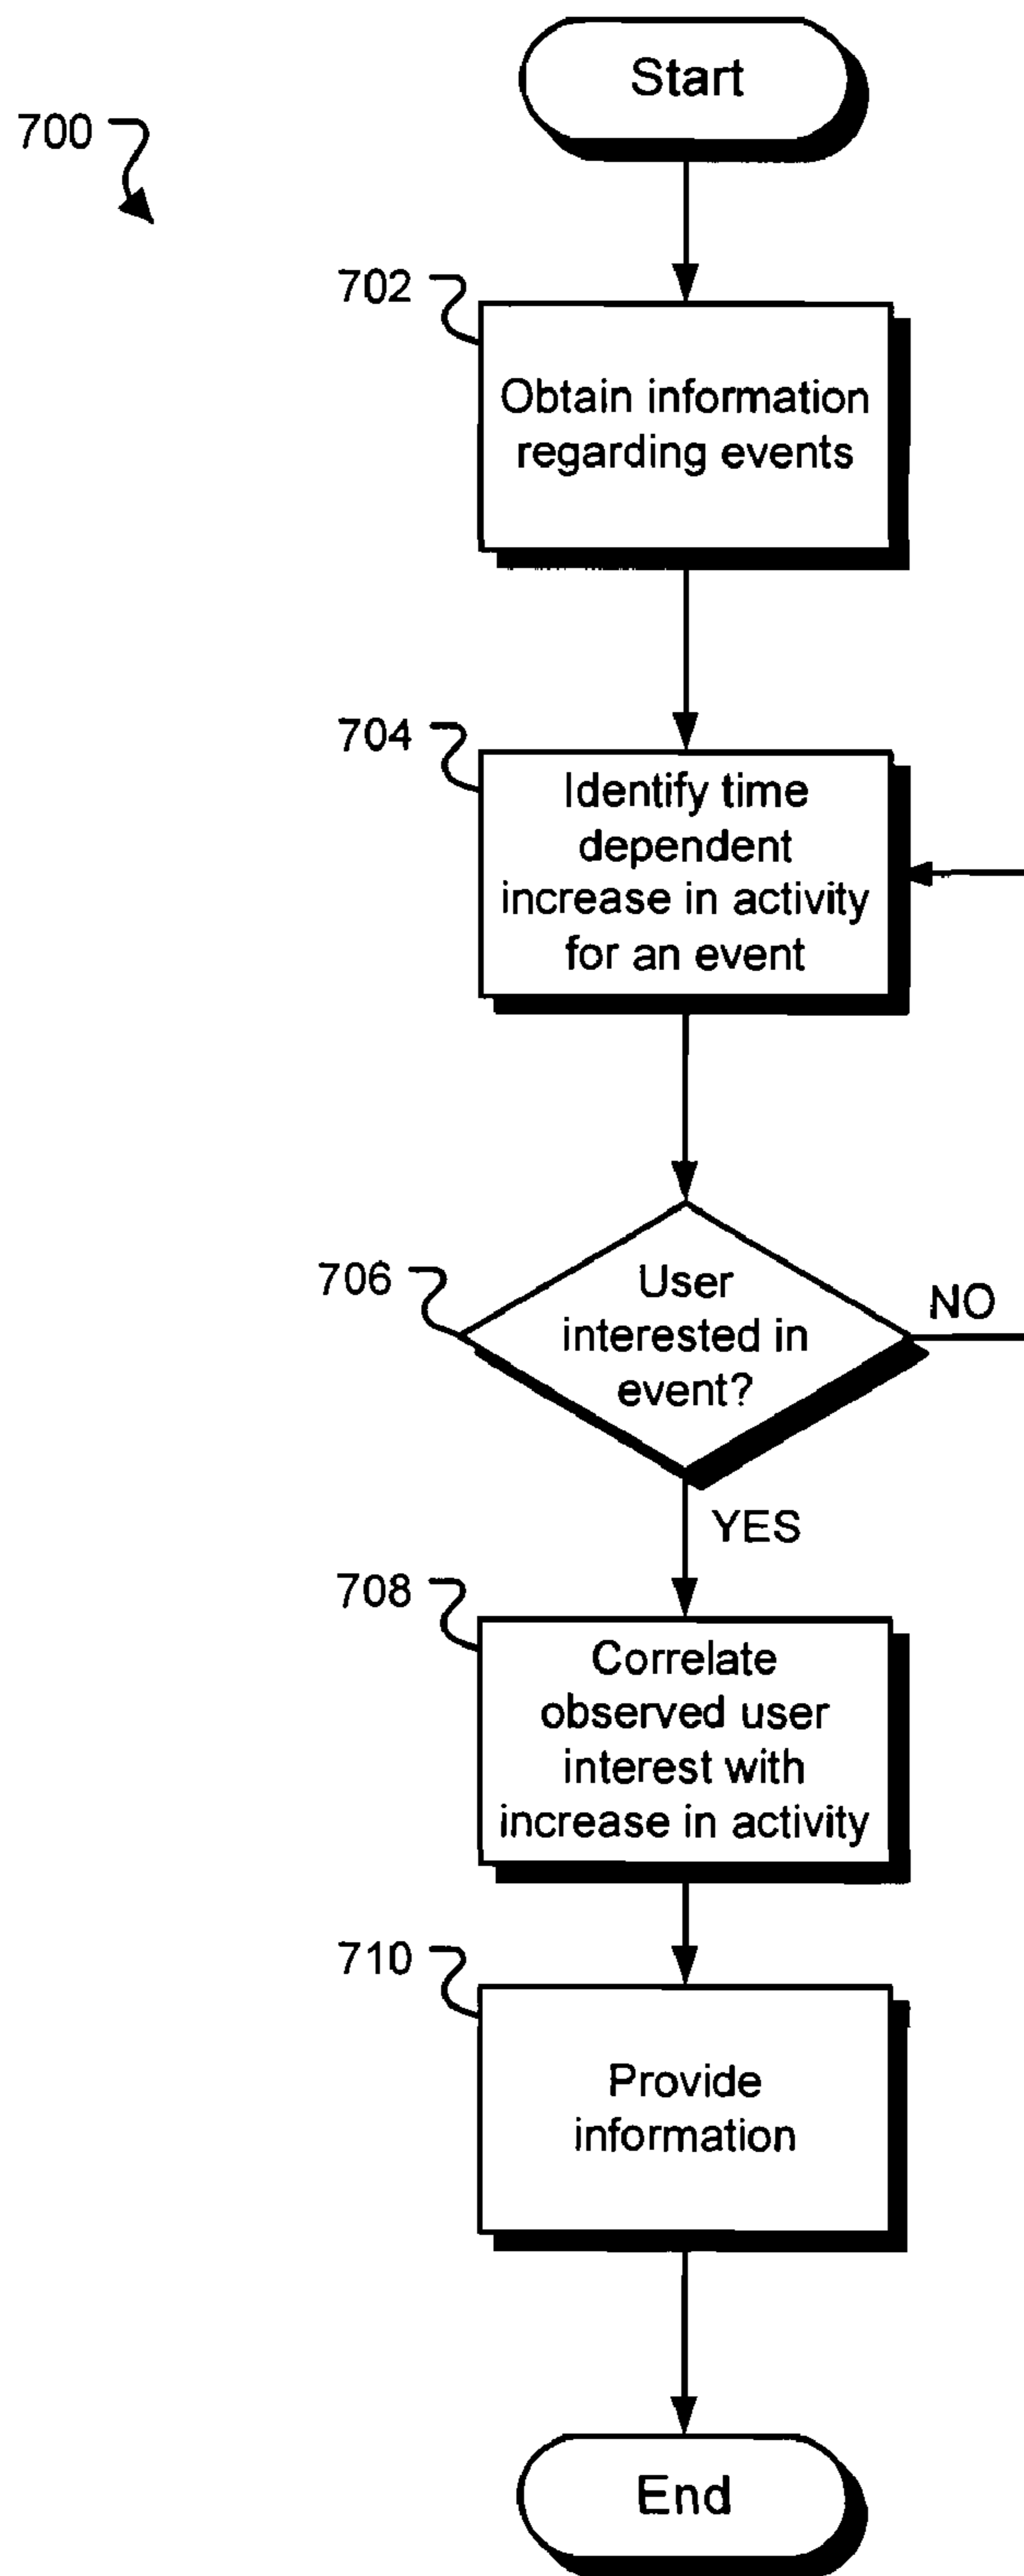 Start
700
702
Obtain information
regarding events
704
Identify time
dependent
increase in activity
for an event
706
User
interested in
event?
NO
YES
708
Correlate
observed user
interest with
increase in activity
710
Provide
information
End